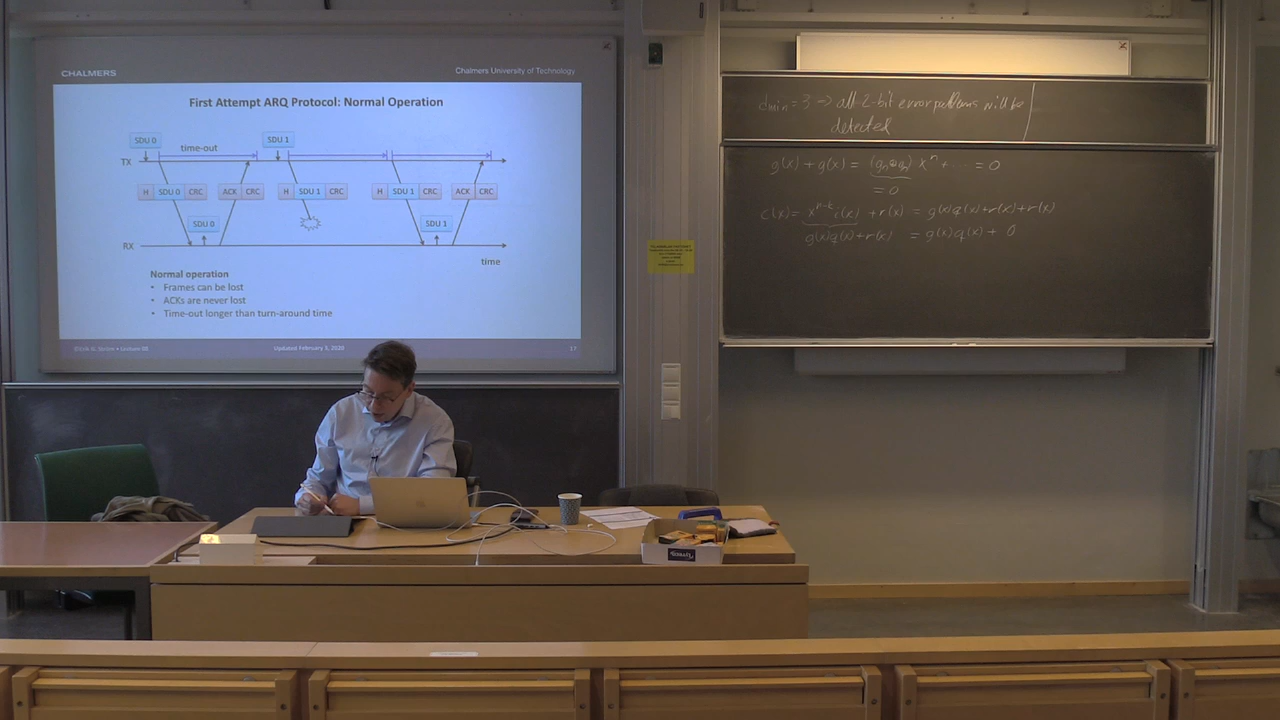 CHALMERS
Chalmers University of Technology
First Attempt ARQ Protocol: Normal Operation
SDU 0
time-out
SDU 1
TX
H SDU 0 CRC
ACK CRC
H SDU 1 CRC
H SDU 1 CRC
ACK CRC
SDU 0
SDU 1
RX
time
Normal operation
• Frames can be lost
• ACKs are never lost
• Time-out longer than turn-around time
Updated February 3, 2020
dmin = 3 => all 2-bit error patterns will be
detected
g(x) + g(x) = (gn⊕gn) x^n + ... = 0
= 0
c(x) = x^(n-k) i(x) + r(x) = g(x)q(x)+r(x)+r(x)
g(x)q(x)+r(x) = g(x)q(x) + 0